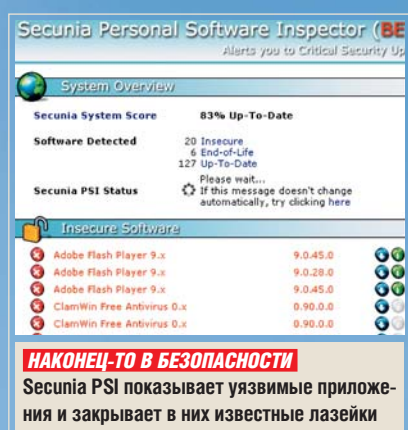 Secunia Personal Software Inspector (BE
Alerts you to Critical Security Up
System Overview
Secunia System Score 83% Up-To-Date
Software Detected 20 Insecure
6 End-of-Life
127 Up-To-Date
Please wait...
Secunia PSI Status If this message doesn't change
automatically, try clicking here
Insecure Software
Adobe Flash Player 9.x 9.0.45.0
Adobe Flash Player 9.x 9.0.28.0
Adobe Flash Player 9.x 9.0.45.0
ClamWin Free Antivirus 0.x 0.90.0.0
ClamWin Free Antivirus 0.x 0.90.0.0
НАКОНЕЦ-ТО В БЕЗОПАСНОСТИ
Secunia PSI показывает уязвимые приложе-
ния и закрывает в них известные лазейки